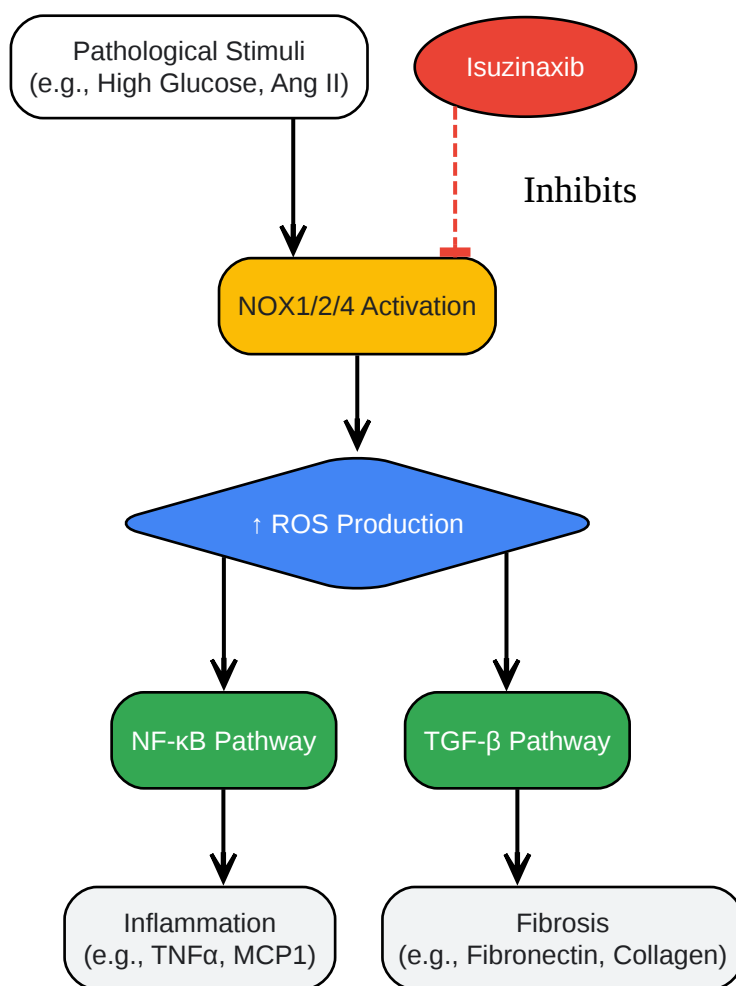 Pathological Stimuli
(e.g., High Glucose, Ang II)
Isuzinaxib
Inhibits
NOX1/2/4 Activation
↑ ROS Production
NF-κB Pathway
TGF-β Pathway
Inflammation
(e.g., TNFα, MCP1)
Fibrosis
(e.g., Fibronectin, Collagen)